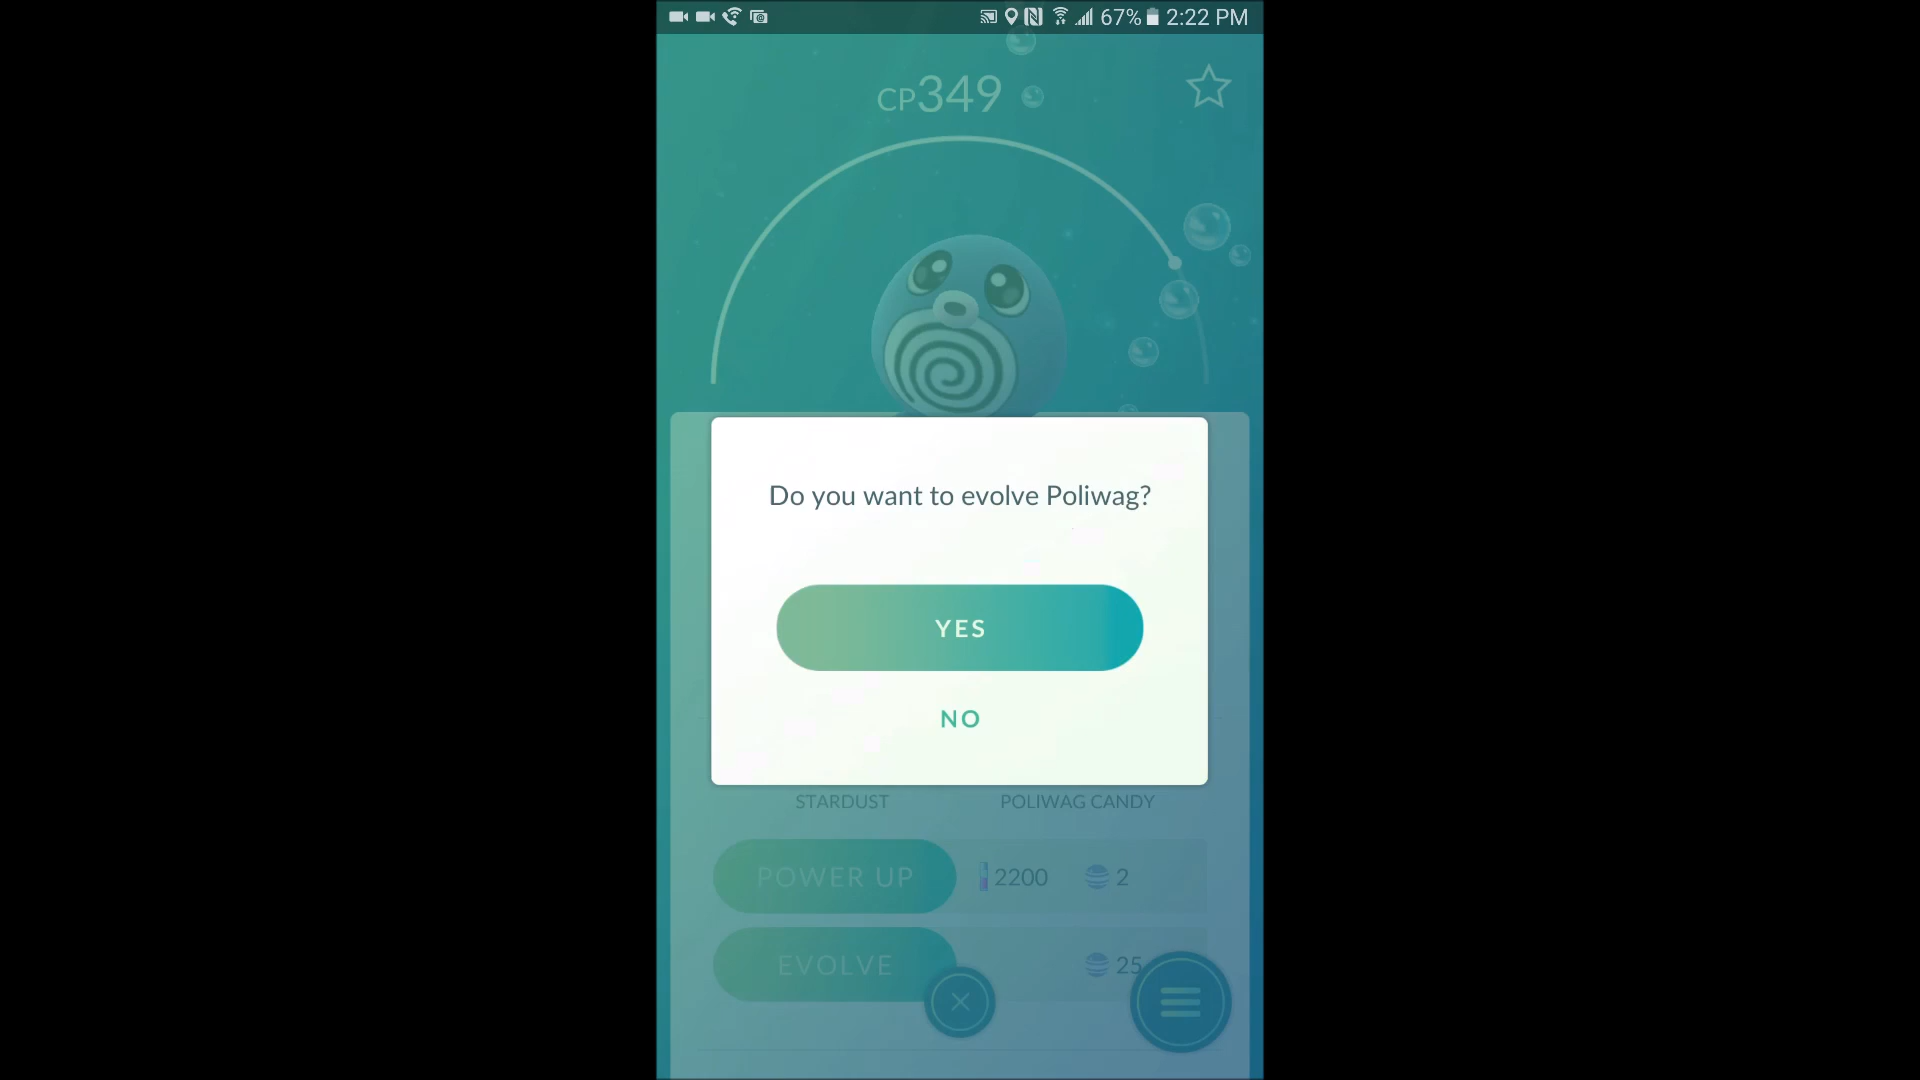 67% 2:22 PM
CP349
Do you want to evolve Poliwag?
YES
NO
STARDUST POLIWAG CANDY
POWER UP 2200 2
EVOLVE 25